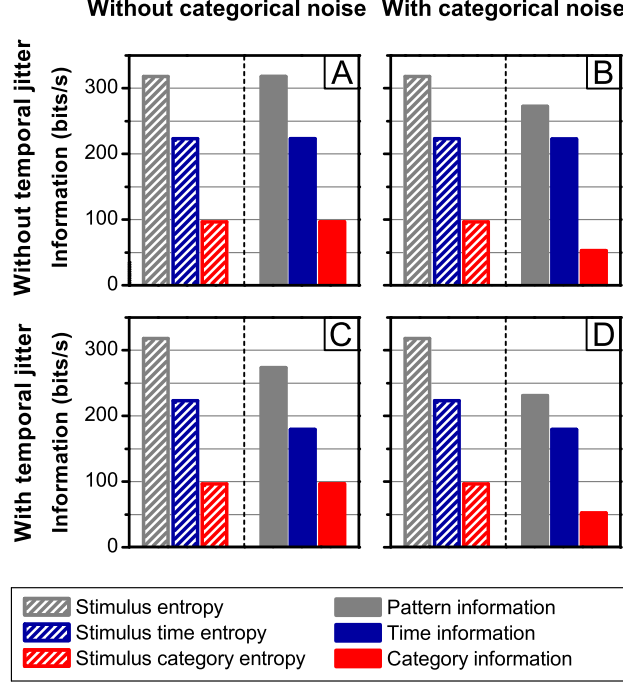 Without categorical noise With categorical noise
Without temporal jitter
Information (bits/s)
300
200
100
0
A
B
With temporal jitter
Information (bits/s)
300
200
100
0
C
D
Stimulus entropy Pattern information
Stimulus time entropy Time information
Stimulus category entropy Category information